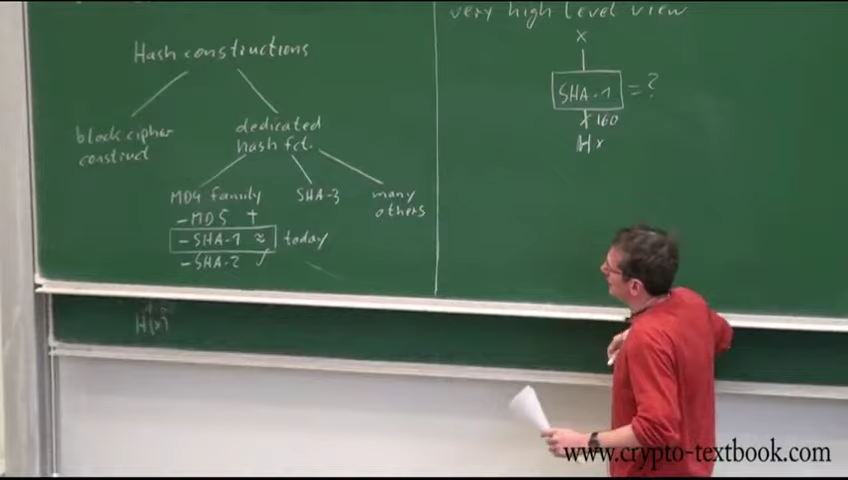 Hash constructions
block cipher
construct
dedicated
hash fct.
MD4 family
- MD5 +
- SHA-1 ≈ today
- SHA-2 ✓
SHA-3
many
others
very high level view
x
SHA-1 = ?
160
H(x)
www.crypto-textbook.com